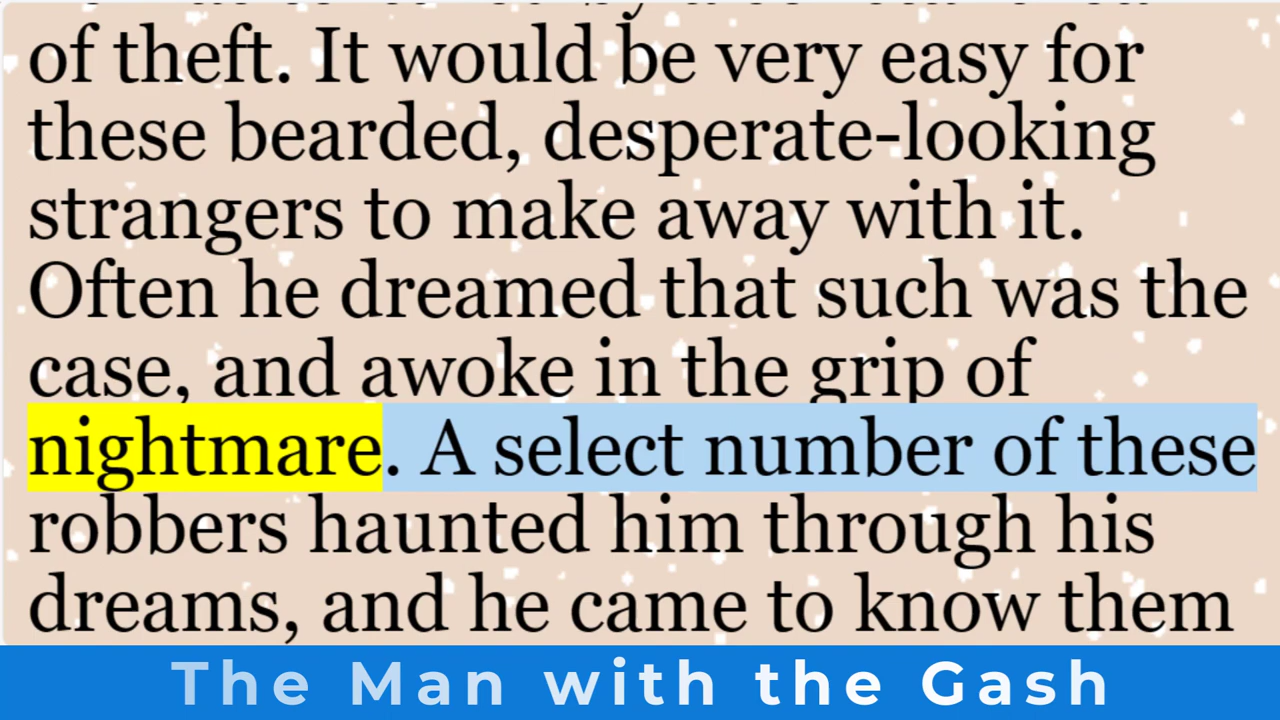 of theft. It would be very easy for
these bearded, desperate-looking
strangers to make away with it.
Often he dreamed that such was the
case, and awoke in the grip of
nightmare. A select number of these
robbers haunted him through his
dreams, and he came to know them
The Man with the Gash